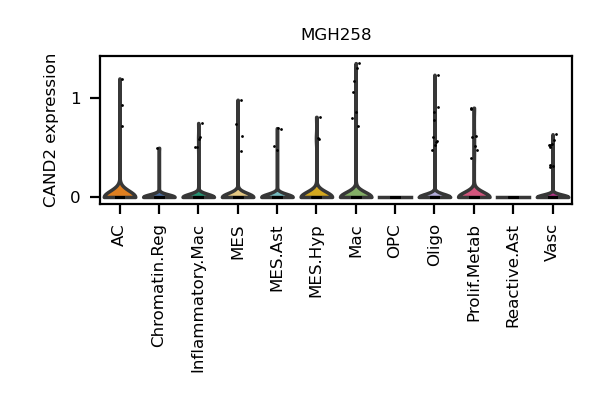 MGH258
CAND2 expression
1
0
AC
Chromatin.Reg
Inflammatory.Mac
MES
MES.Ast
MES.Hyp
Mac
OPC
Oligo
Prolif.Metab
Reactive.Ast
Vasc